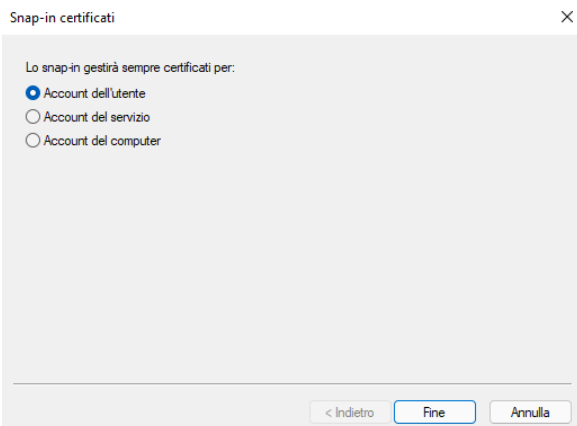 Snap-in certificati
Lo snap-in gestirà sempre certificati per:
Account dell'utente
Account del servizio
Account del computer
< Indietro
Fine
Annulla